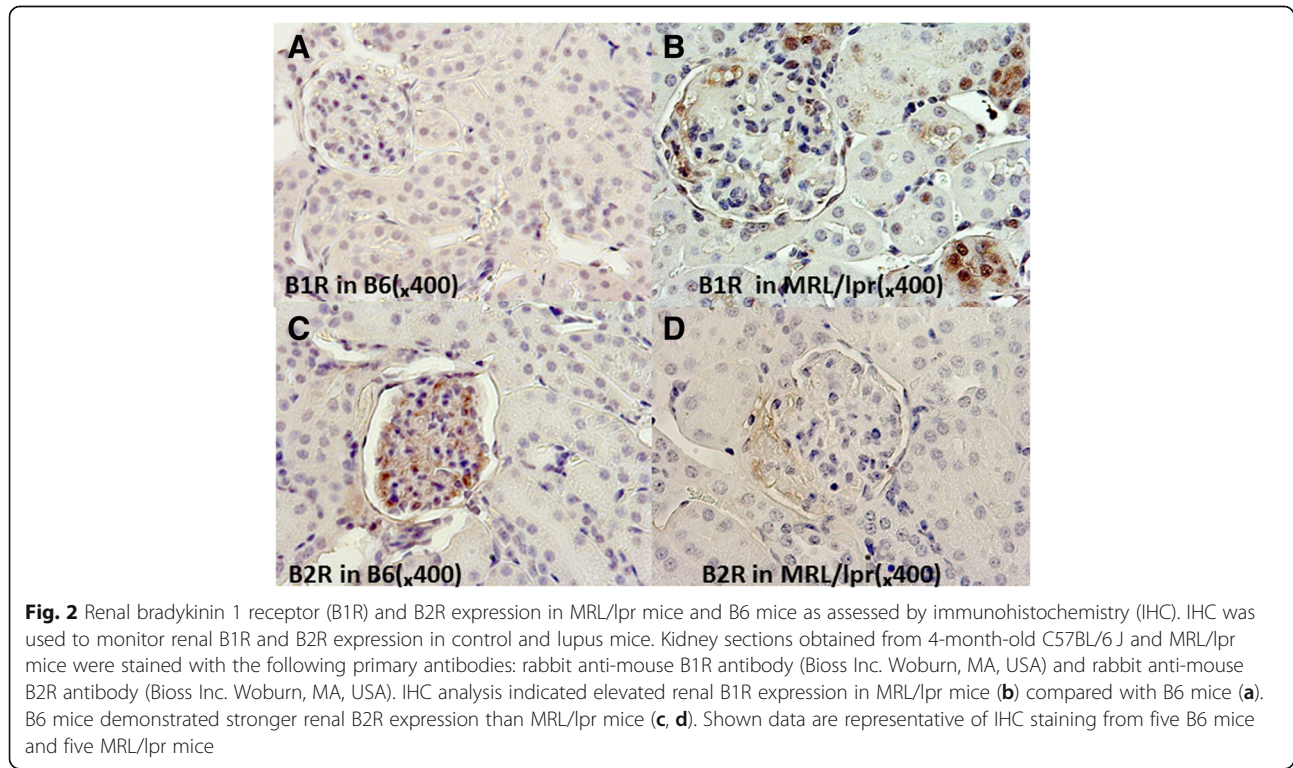 A
B
B1R in B6(x400)
B1R in MRL/lpr(x400)
C
D
B2R in B6(x400)
B2R in MRL/lpr(x400)
Fig. 2 Renal bradykinin 1 receptor (B1R) and B2R expression in MRL/lpr mice and B6 mice as assessed by immunohistochemistry (IHC). IHC was
used to monitor renal B1R and B2R expression in control and lupus mice. Kidney sections obtained from 4-month-old C57BL/6 J and MRL/lpr
mice were stained with the following primary antibodies: rabbit anti-mouse B1R antibody (Bioss Inc. Woburn, MA, USA) and rabbit anti-mouse
B2R antibody (Bioss Inc. Woburn, MA, USA). IHC analysis indicated elevated renal B1R expression in MRL/lpr mice (b) compared with B6 mice (a).
B6 mice demonstrated stronger renal B2R expression than MRL/lpr mice (c, d). Shown data are representative of IHC staining from five B6 mice
and five MRL/lpr mice